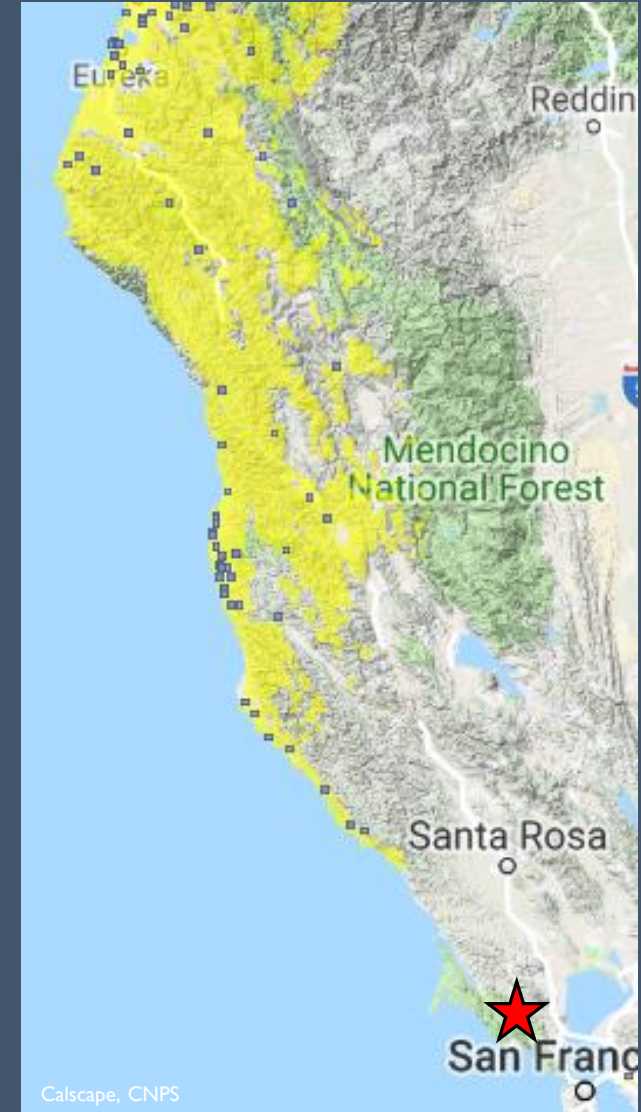 Eureka
Reddin
Mendocino
National Forest
Santa Rosa
San Franc
Calscape, CNPS